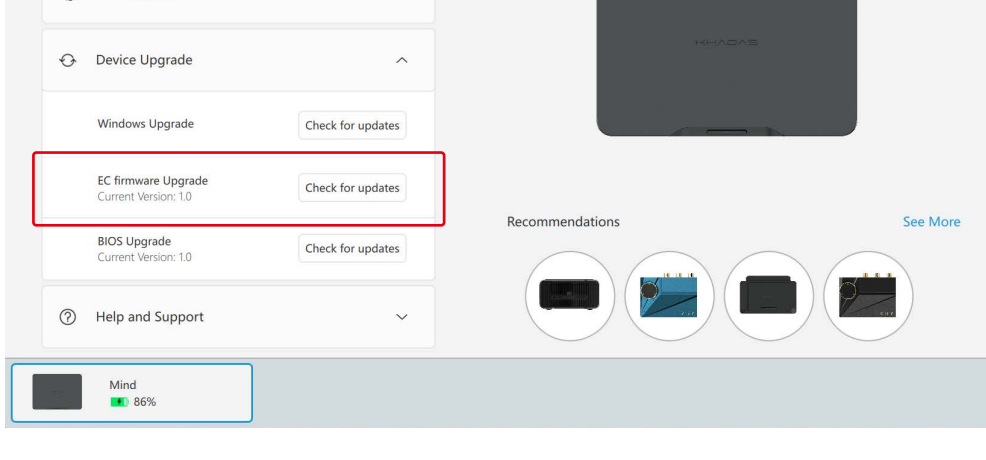 KHADAS
Device Upgrade
Windows Upgrade
Check for updates
EC firmware Upgrade
Current Version: 1.0
Check for updates
BIOS Upgrade
Current Version: 1.0
Check for updates
Help and Support
Recommendations
See More
Mind
86%